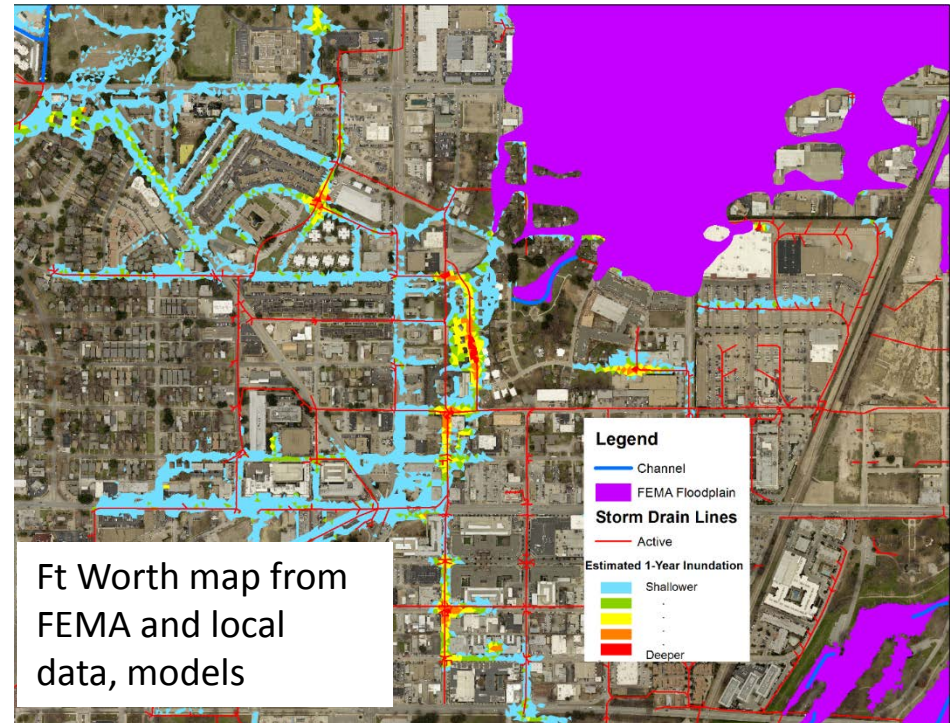 Legend
Channel
FEMA Floodplain
Storm Drain Lines
Active
Estimated 1-Year Inundation
Shallower
.
.
.
Deeper
Ft Worth map from
FEMA and local
data, models